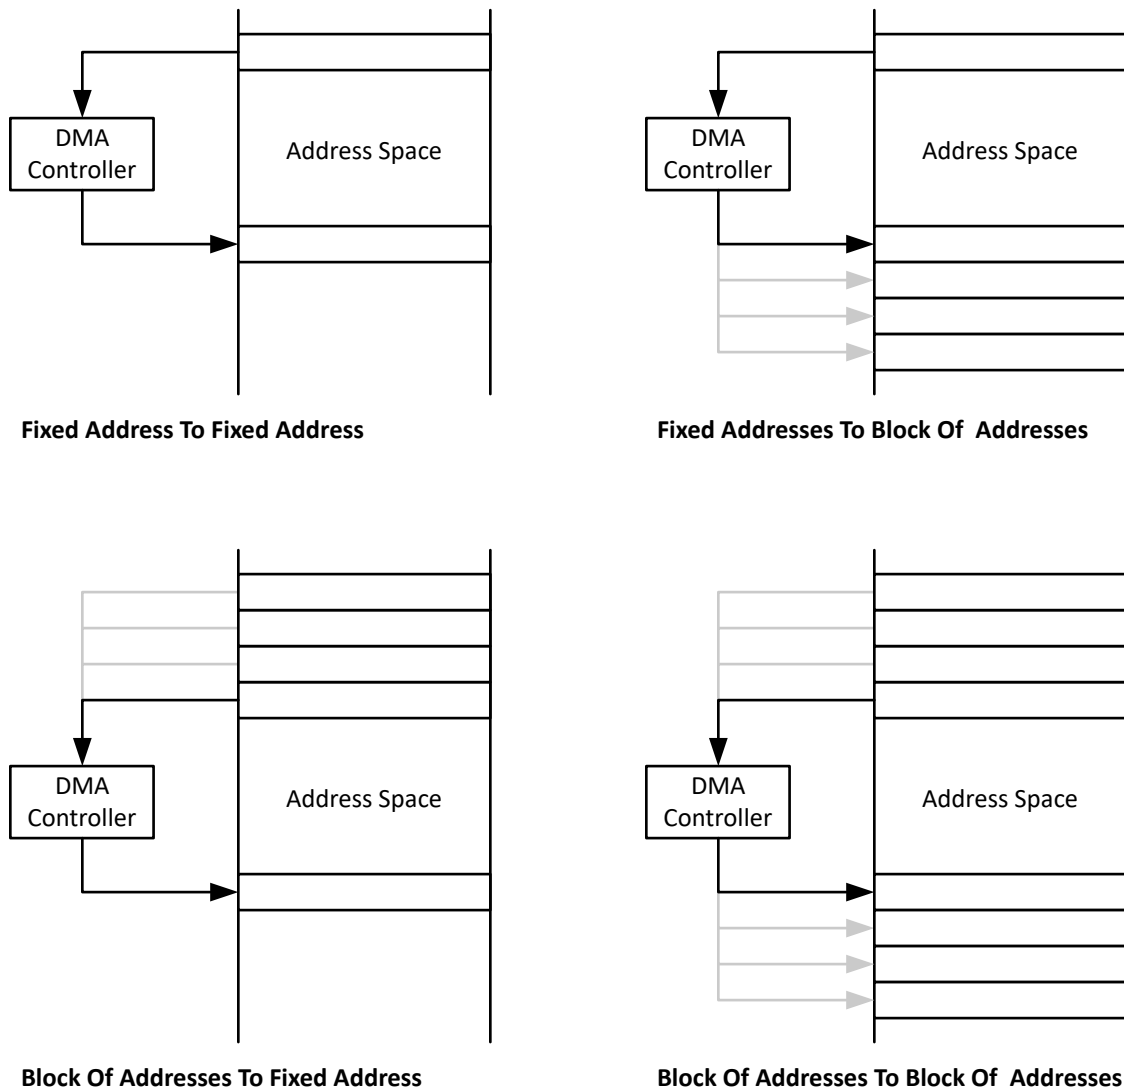 DMA
Controller
Address Space
Fixed Address To Fixed Address
DMA
Controller
Address Space
Fixed Addresses To Block Of  Addresses
DMA
Controller
Address Space
Block Of Addresses To Fixed Address
DMA
Controller
Address Space
Block Of Addresses To Block Of  Addresses